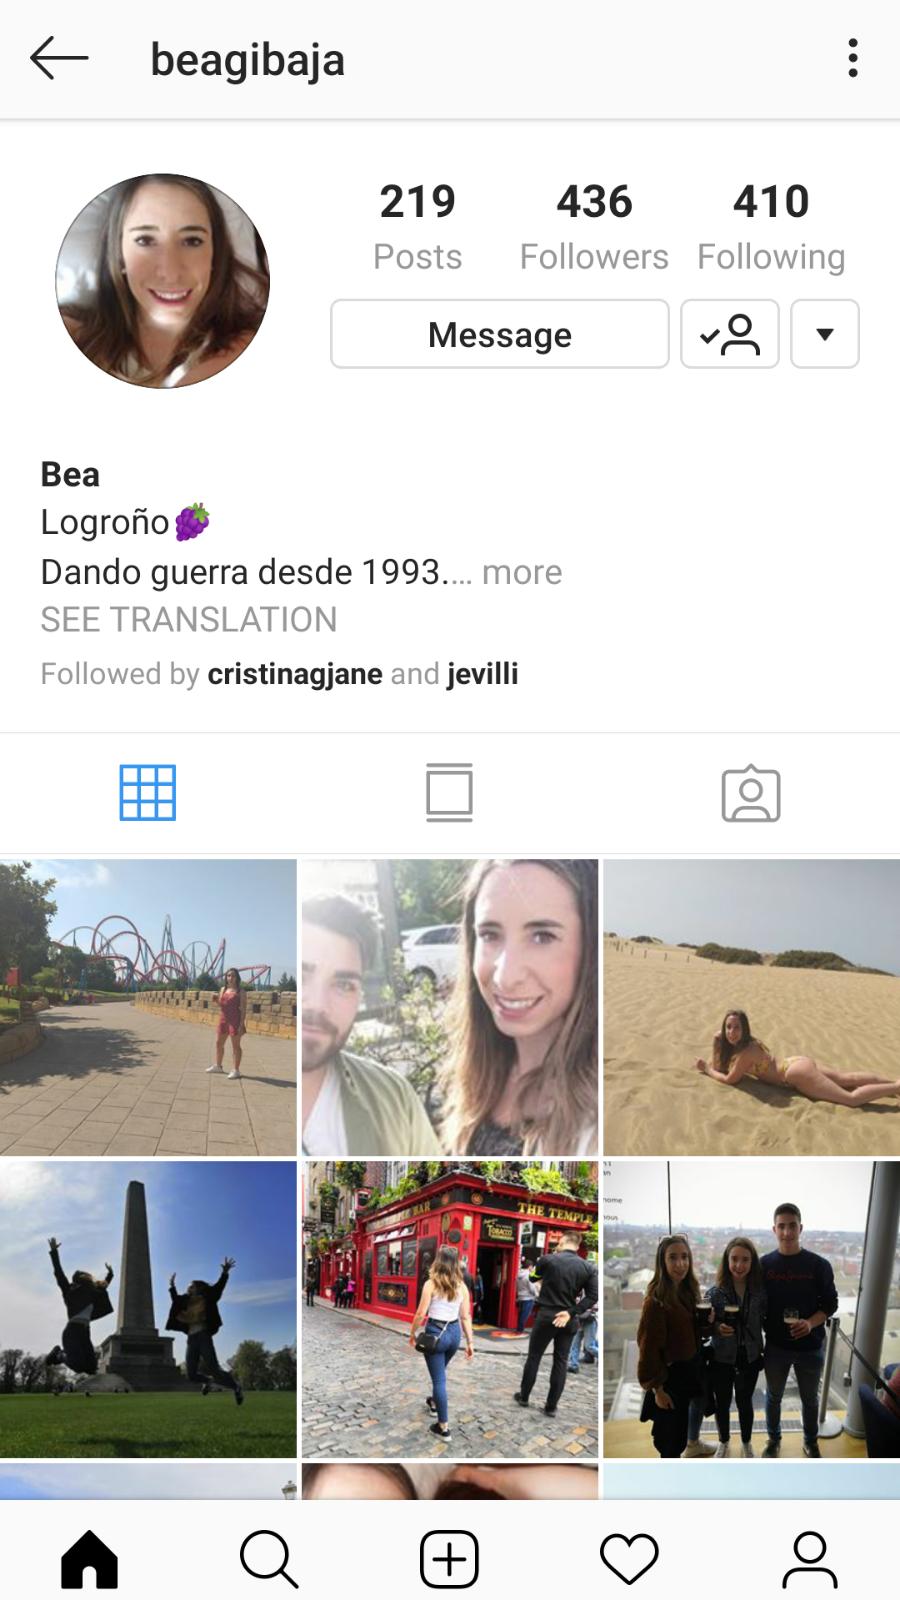 beagibaja
219 436 410
Posts Followers Following
Message
Bea
Logroño🍇
Dando guerra desde 1993.... more
SEE TRANSLATION
Followed by cristinagjane and jevilli
BAR
THE TEMPLE
TOBACCO
nome